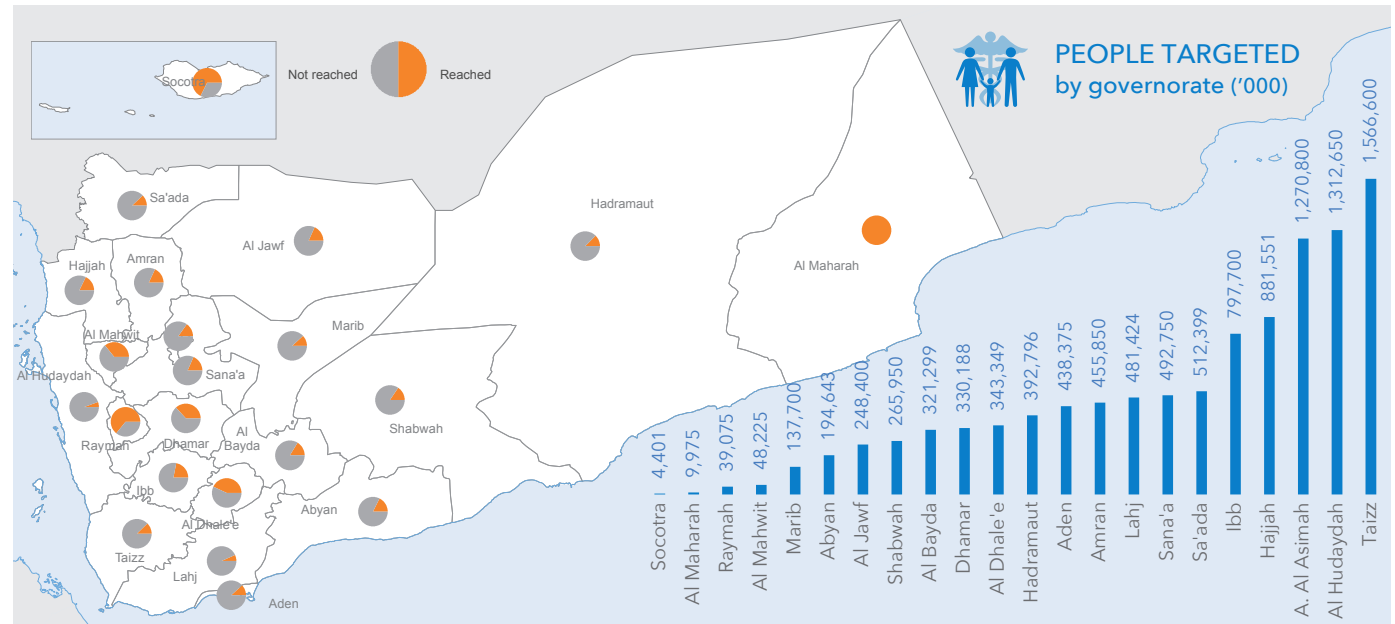 Socotra
Not reached
Reached
PEOPLE TARGETED
by governorate ('000)
Sa'ada
Al Jawf
Hadramaut
Al Maharah
Hajjah
Amran
Al Mahwit
Marib
Al Hudaydah
Sana'a
Raymah
Dhamar
Al
Bayda
Shabwah
Ibb
Al Dhale'e
Abyan
Taizz
Lahj
Aden
4,401
9,975
39,075
48,225
137,700
194,643
248,400
265,950
321,299
330,188
343,349
392,796
438,375
455,850
481,424
492,750
512,399
797,700
881,551
1,270,800
1,312,650
1,566,600
Socotra
Al Maharah
Raymah
Al Mahwit
Marib
Abyan
Al Jawf
Shabwah
Al Bayda
Dhamar
Al Dhale'e
Hadramaut
Aden
Amran
Lahj
Sana'a
Sa'ada
Ibb
Hajjah
A. Al Asimah
Al Hudaydah
Taizz